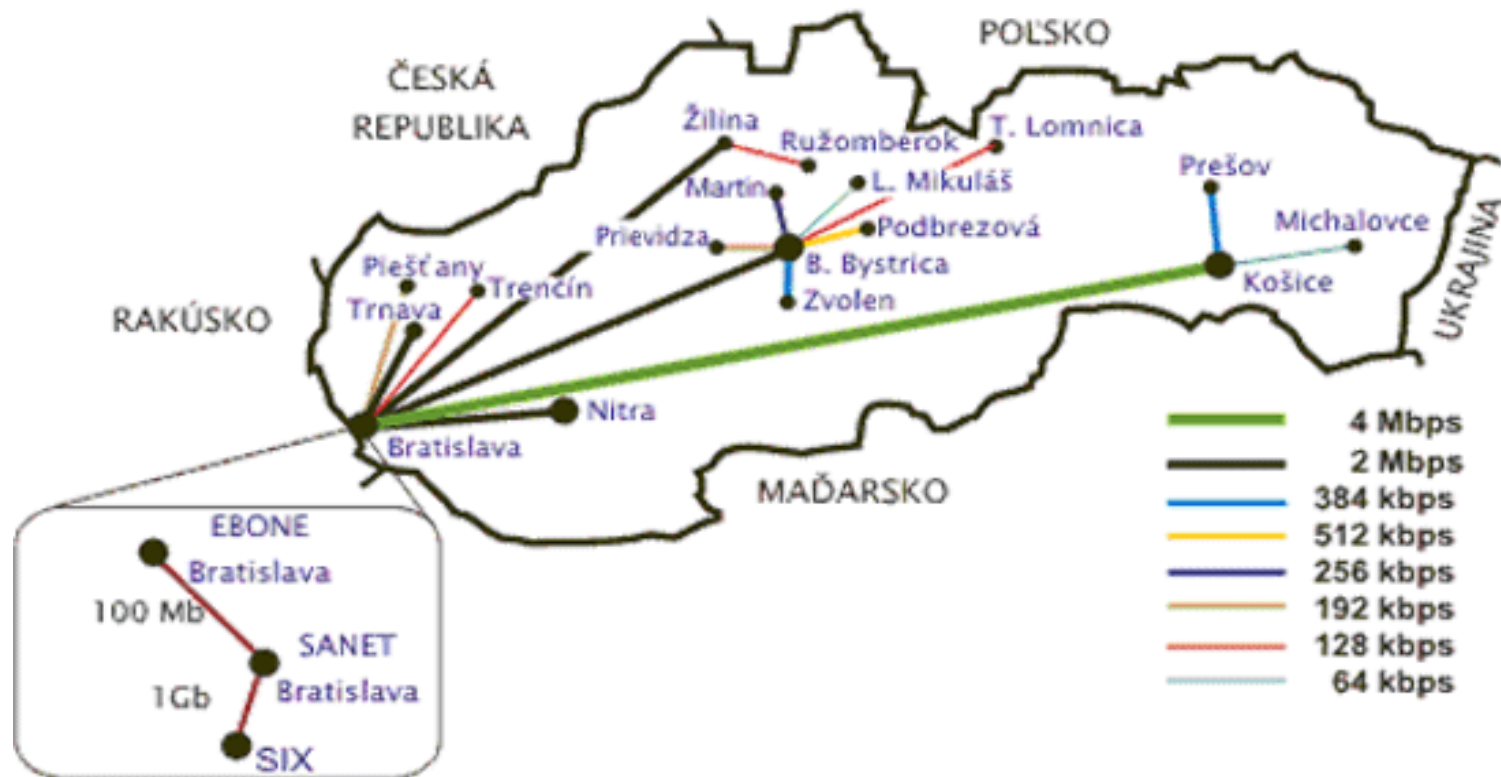 POĽSKO
ČESKÁ
REPUBLIKA
Žilina
Ružomberok
T. Lomnica
Martin
L. Mikuláš
Prešov
Prievidza
Podbrezová
Michalovce
Piešťany
Trenčín
B. Bystrica
Košice
UKRAJINA
Trnava
Zvolen
RAKÚSKO
Nitra
Bratislava
MAĎARSKO
4 Mbps
2 Mbps
384 kbps
512 kbps
256 kbps
192 kbps
128 kbps
64 kbps
EBONE
Bratislava
100 Mb
SANET
Bratislava
1Gb
SIX